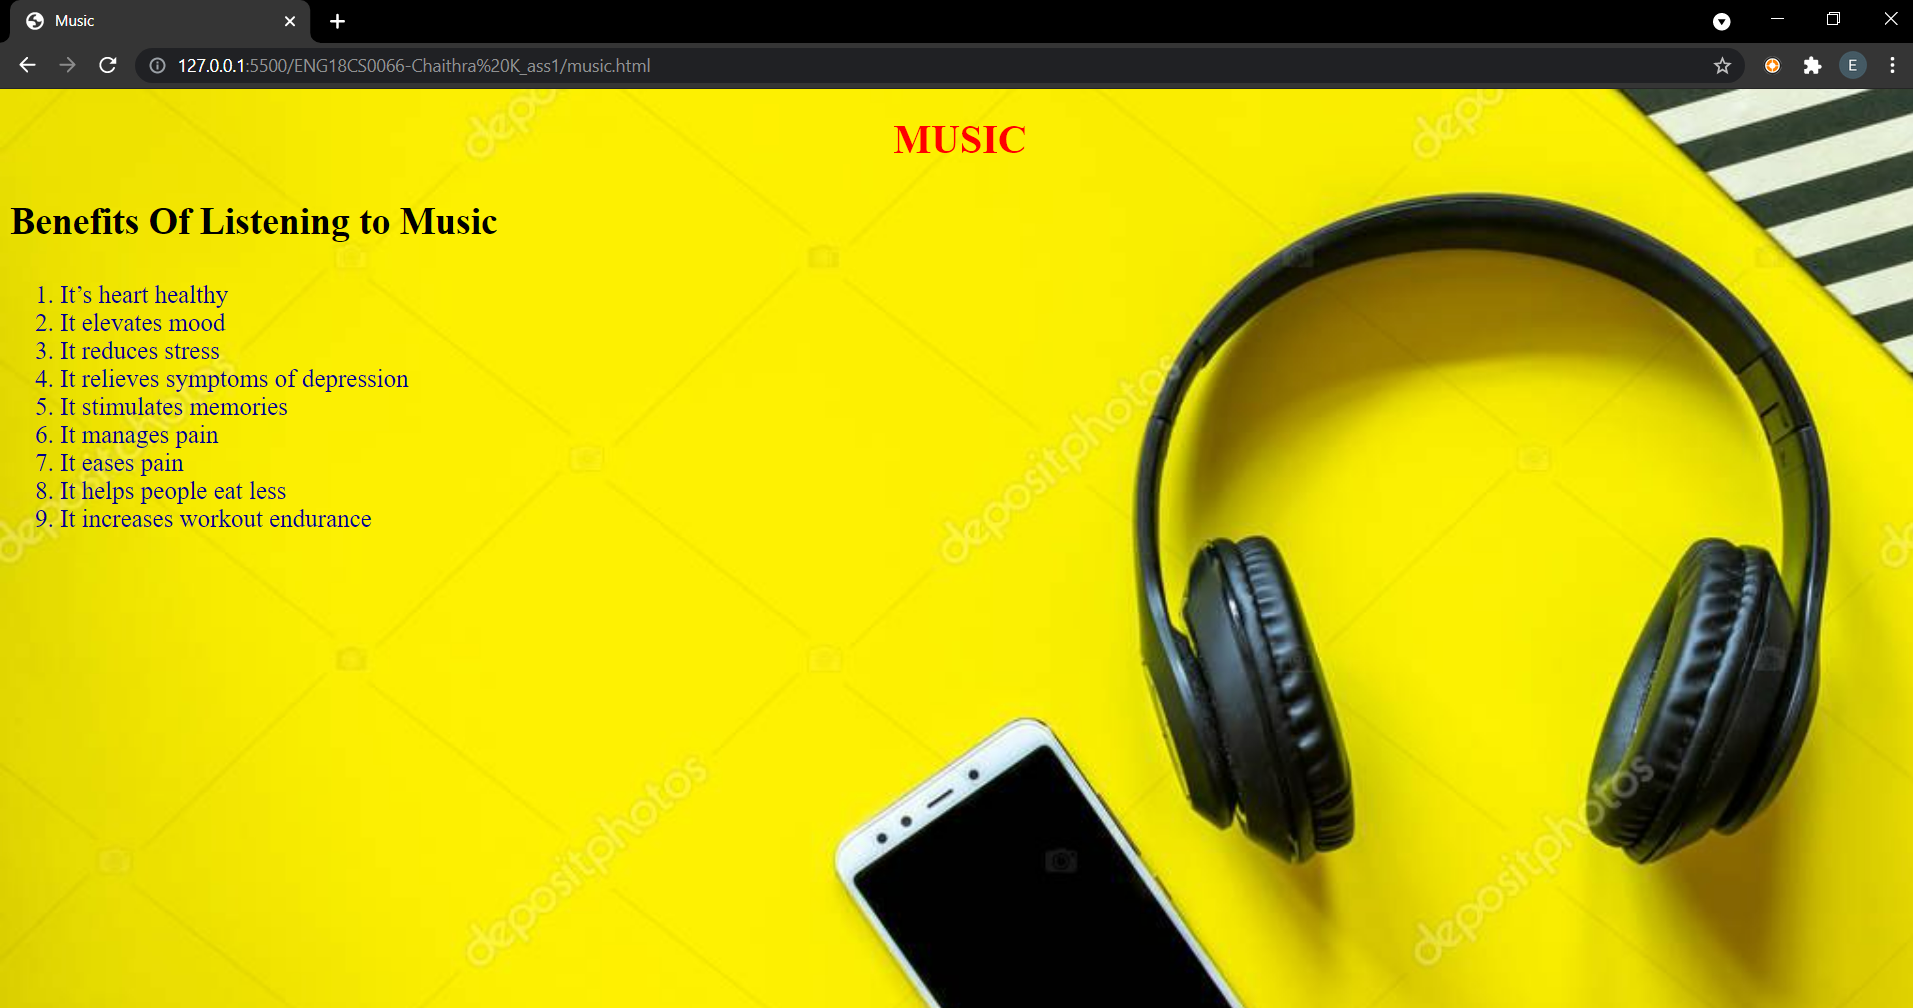 Music
127.0.0.1:5500/ENG18CS0066-Chaithra%20K_ass1/music.html
E
MUSIC
Benefits Of Listening to Music
1. It’s heart healthy
2. It elevates mood
3. It reduces stress
4. It relieves symptoms of depression
5. It stimulates memories
6. It manages pain
7. It eases pain
8. It helps people eat less
9. It increases workout endurance
depositphotos
depositphotos
depositphotos
depositphotos
depositphotos
depositphotos